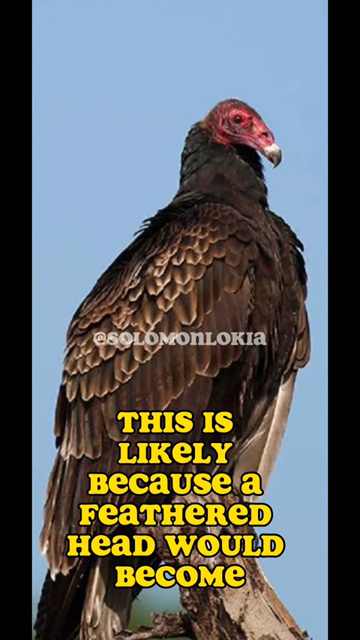 @SOLOMONLOKIA
THIS IS
LIKELY
BECAUSE A
FEATHERED
HEAD WOULD
BECOME